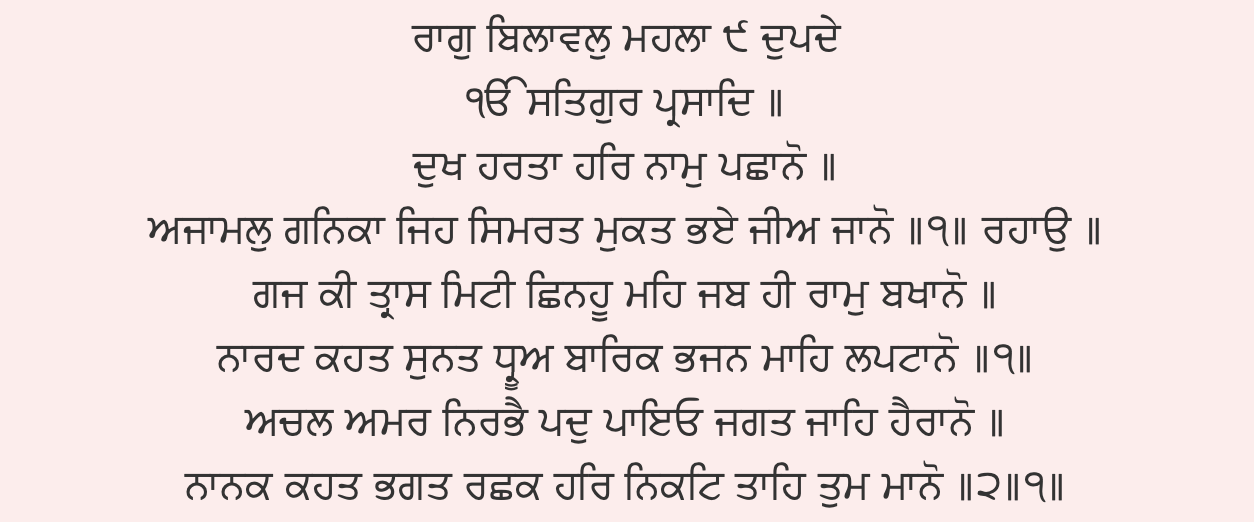 ਰਾਗੁ ਬਿਲਾਵਲੁ ਮਹਲਾ ੯ ਦੁਪਦੇ
ੴ ਸਤਿਗੁਰ ਪ੍ਰਸਾਦਿ ॥
ਦੁਖ ਹਰਤਾ ਹਰਿ ਨਾਮੁ ਪਛਾਨੋ ॥
ਅਜਾਮਲੁ ਗਨਿਕਾ ਜਿਹ ਸਿਮਰਤ ਮੁਕਤ ਭਏ ਜੀਅ ਜਾਨੋ ॥੧॥ ਰਹਾਉ ॥
ਗਜ ਕੀ ਤ੍ਰਾਸ ਮਿਟੀ ਛਿਨਹੂ ਮਹਿ ਜਬ ਹੀ ਰਾਮੁ ਬਖਾਨੋ ॥
ਨਾਰਦ ਕਹਤ ਸੁਨਤ ਧ੍ਰੂਅ ਬਾਰਿਕ ਭਜਨ ਮਾਹਿ ਲਪਟਾਨੋ ॥੧॥
ਅਚਲ ਅਮਰ ਨਿਰਭੈ ਪਦੁ ਪਾਇਓ ਜਗਤ ਜਾਹਿ ਹੈਰਾਨੋ ॥
ਨਾਨਕ ਕਹਤ ਭਗਤ ਰਛਕ ਹਰਿ ਨਿਕਟਿ ਤਾਹਿ ਤੁਮ ਮਾਨੋ ॥੨॥੧॥